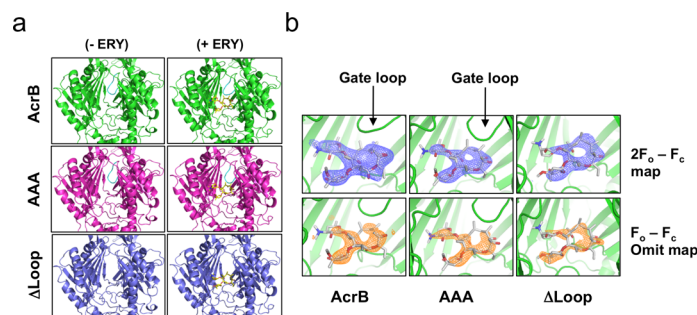 a
(- ERY)
(+ ERY)
AcrB
AAA
ΔLoop
b
Gate loop
Gate loop
2Fo – Fc
map
Fo – Fc
Omit map
AcrB
AAA
ΔLoop